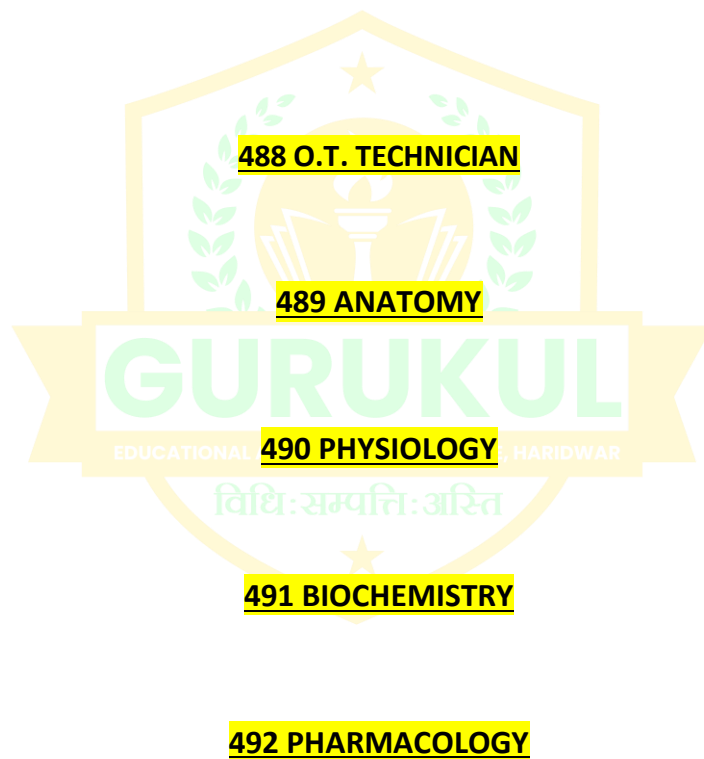 488 O.T. TECHNICIAN
489 ANATOMY
GURUKUL
EDUCATIONAL
490 PHYSIOLOGY
, HARIDWAR
विधिःसम्पत्तिःअस्ति
491 BIOCHEMISTRY
492 PHARMACOLOGY